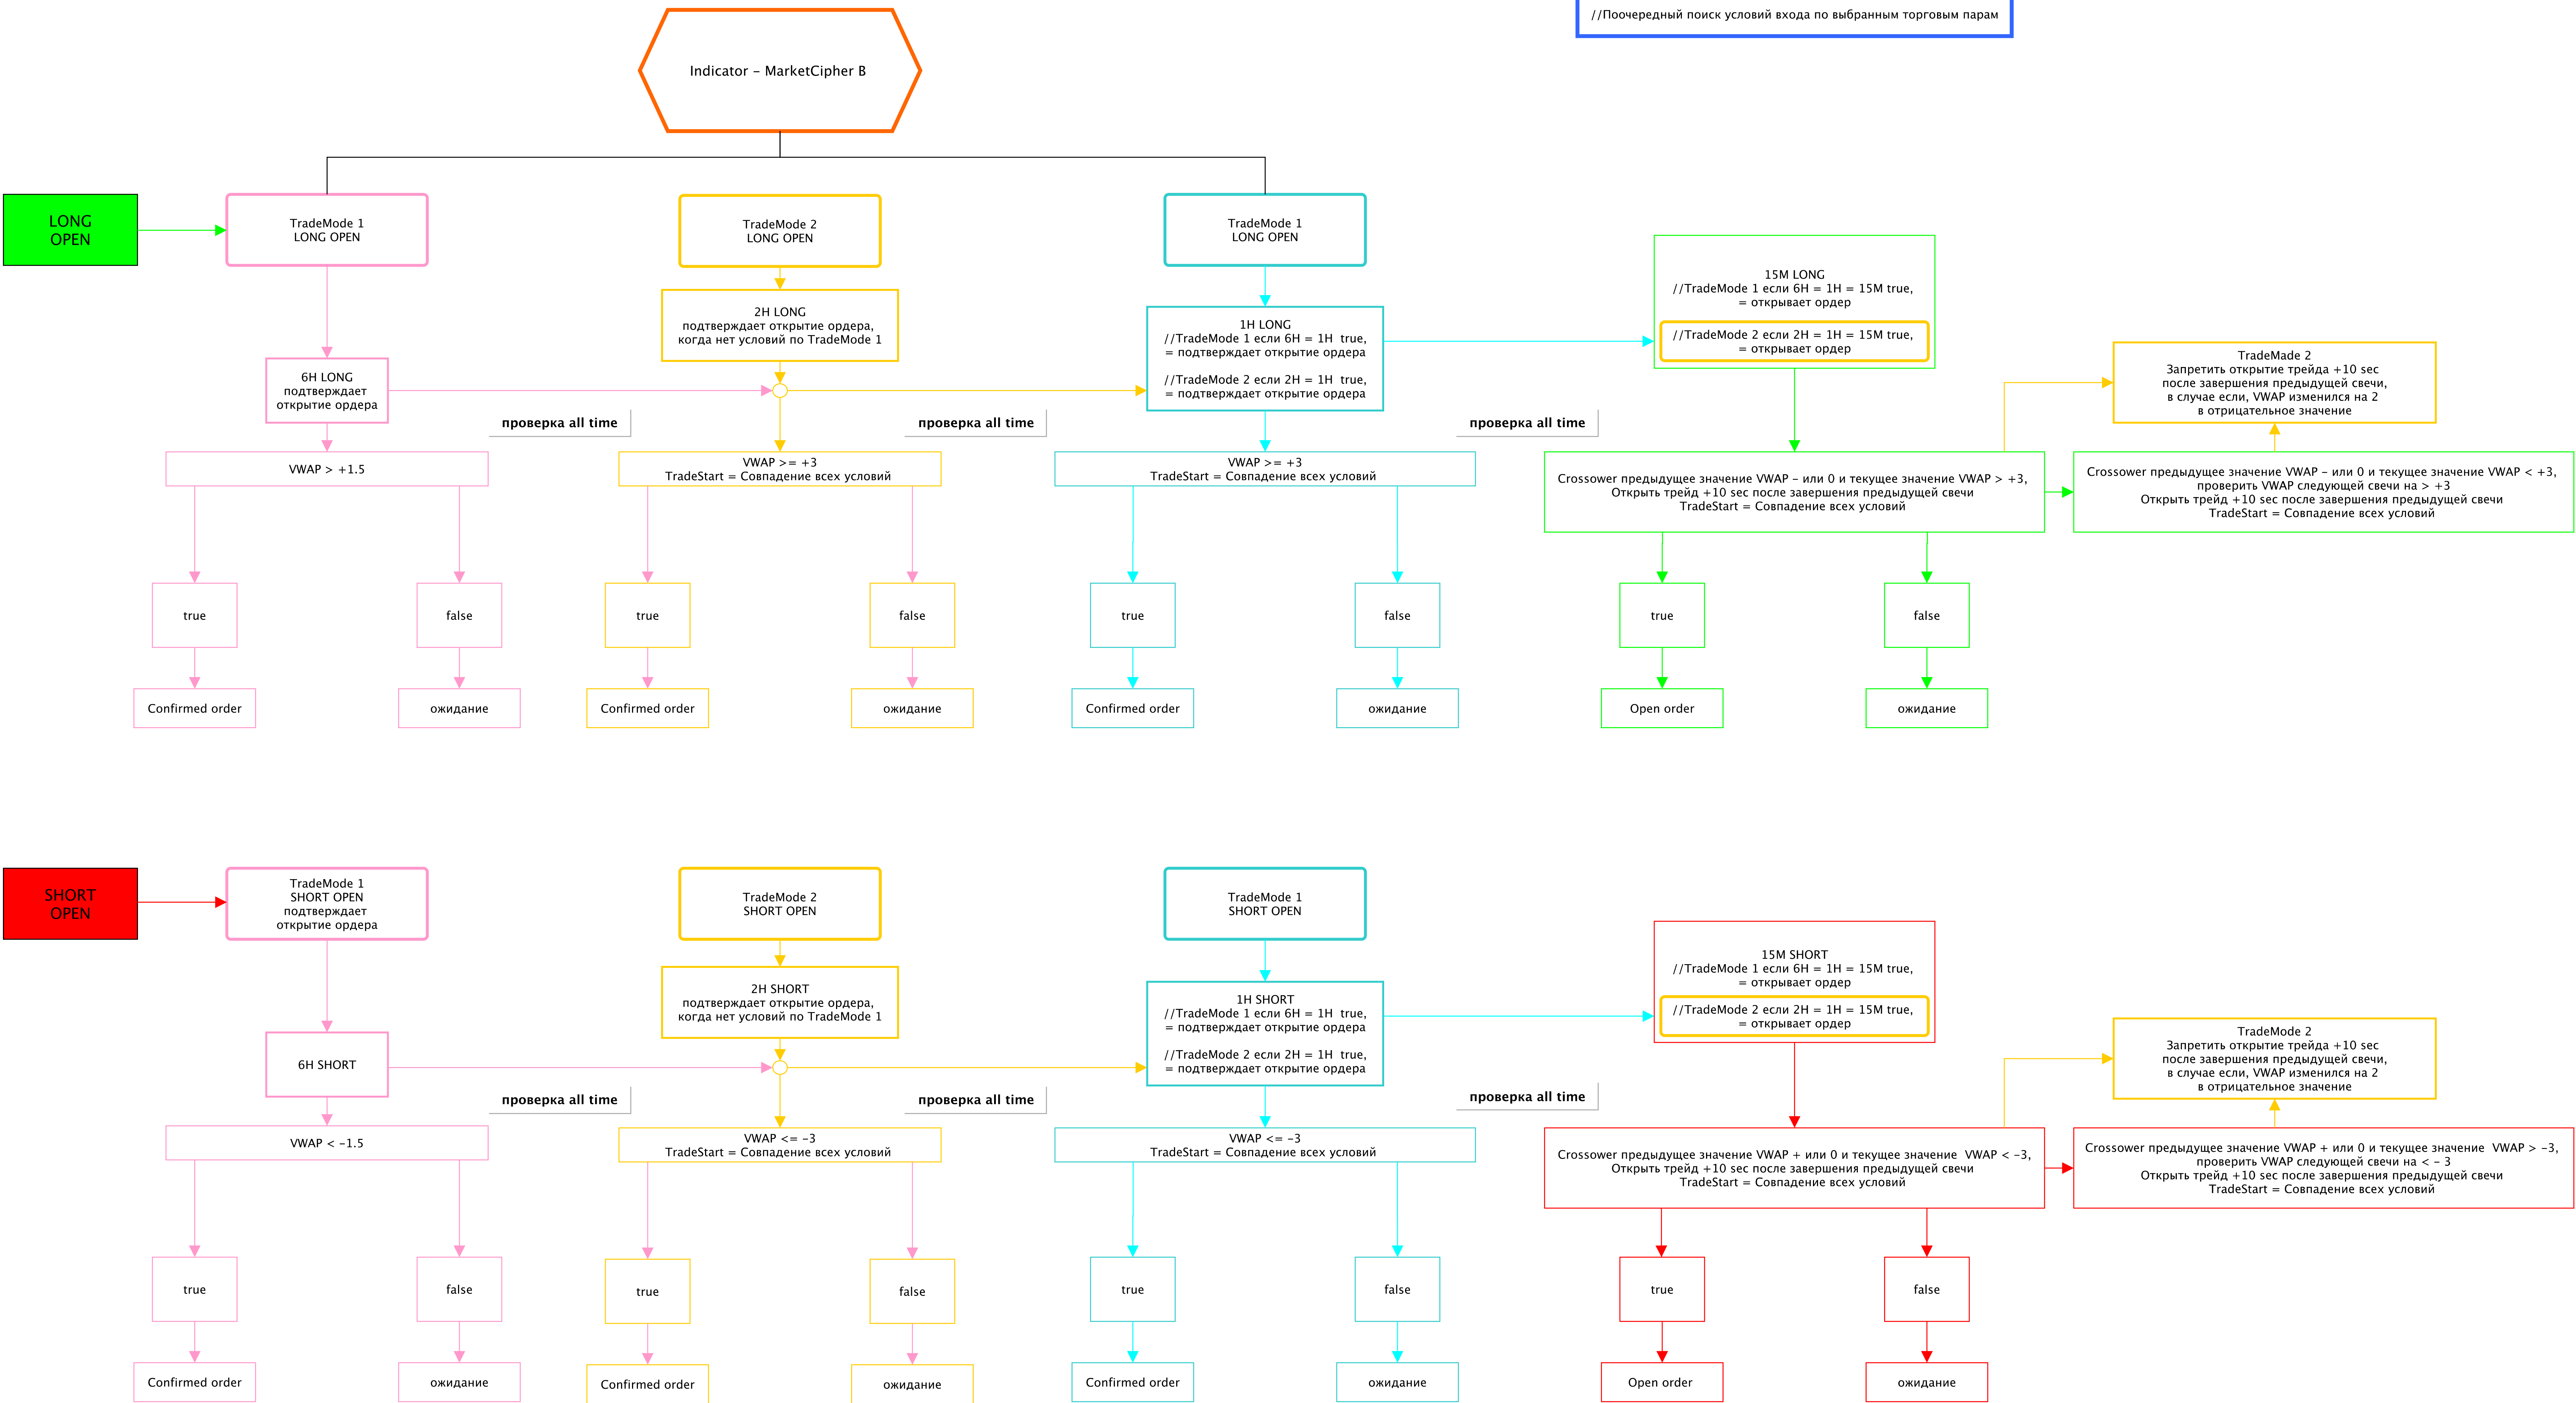 //Поочередный поиск условий входа по выбранным торговым парам
Indicator – MarketCipher B
LONG
OPEN
TradeMode 1
LONG OPEN
TradeMode 2
LONG OPEN
TradeMode 1
LONG OPEN
2H LONG
подтверждает открытие ордера,
когда нет условий по TradeMode 1
1H LONG
//TradeMode 1 если 6H = 1H  true,
= подтверждает открытие ордера
//TradeMode 2 если 2H = 1H  true,
= подтверждает открытие ордера
15M LONG
//TradeMode 1 если 6H = 1H = 15M true,
= открывает ордер
//TradeMode 2 если 2H = 1H = 15M true,
= открывает ордер
TradeMade 2
Запретить открытие трейда +10 sec
после завершения предыдущей свечи,
в случае если, VWAP изменился на 2
в отрицательное значение
6H LONG
подтверждает
открытие ордера
проверка all time
проверка all time
проверка all time
VWAP > +1.5
VWAP >= +3
TradeStart = Совпадение всех условий
VWAP >= +3
TradeStart = Совпадение всех условий
Crossower предыдущее значение VWAP – или 0 и текущее значение VWAP > +3,
Открыть трейд +10 sec после завершения предыдущей свечи
TradeStart = Совпадение всех условий
Crossower предыдущее значение VWAP – или 0 и текущее значение VWAP < +3,
проверить VWAP следующей свечи на > +3
Открыть трейд +10 sec после завершения предыдущей свечи
TradeStart = Совпадение всех условий
true
false
true
false
true
false
true
false
Confirmed order
ожидание
Confirmed order
ожидание
Confirmed order
ожидание
Open order
ожидание
SHORT
OPEN
TradeMode 1
SHORT OPEN
подтверждает
открытие ордера
TradeMode 2
SHORT OPEN
TradeMode 1
SHORT OPEN
2H SHORT
подтверждает открытие ордера,
когда нет условий по TradeMode 1
1H SHORT
//TradeMode 1 если 6H = 1H  true,
= подтверждает открытие ордера
//TradeMode 2 если 2H = 1H  true,
= подтверждает открытие ордера
15M SHORT
//TradeMode 1 если 6H = 1H = 15M true,
= открывает ордер
//TradeMode 2 если 2H = 1H = 15M true,
= открывает ордер
TradeMode 2
Запретить открытие трейда +10 sec
после завершения предыдущей свечи,
в случае если, VWAP изменился на 2
в отрицательное значение
6H SHORT
проверка all time
проверка all time
проверка all time
VWAP < –1.5
VWAP <= –3
TradeStart = Совпадение всех условий
VWAP <= –3
TradeStart = Совпадение всех условий
Crossower предыдущее значение VWAP + или 0 и текущее значение  VWAP < –3,
Открыть трейд +10 sec после завершения предыдущей свечи
TradeStart = Совпадение всех условий
Crossower предыдущее значение VWAP + или 0 и текущее значение  VWAP > –3,
проверить VWAP следующей свечи на < – 3
Открыть трейд +10 sec после завершения предыдущей свечи
TradeStart = Совпадение всех условий
true
false
true
false
true
false
true
false
Confirmed order
ожидание
Confirmed order
ожидание
Confirmed order
ожидание
Open order
ожидание